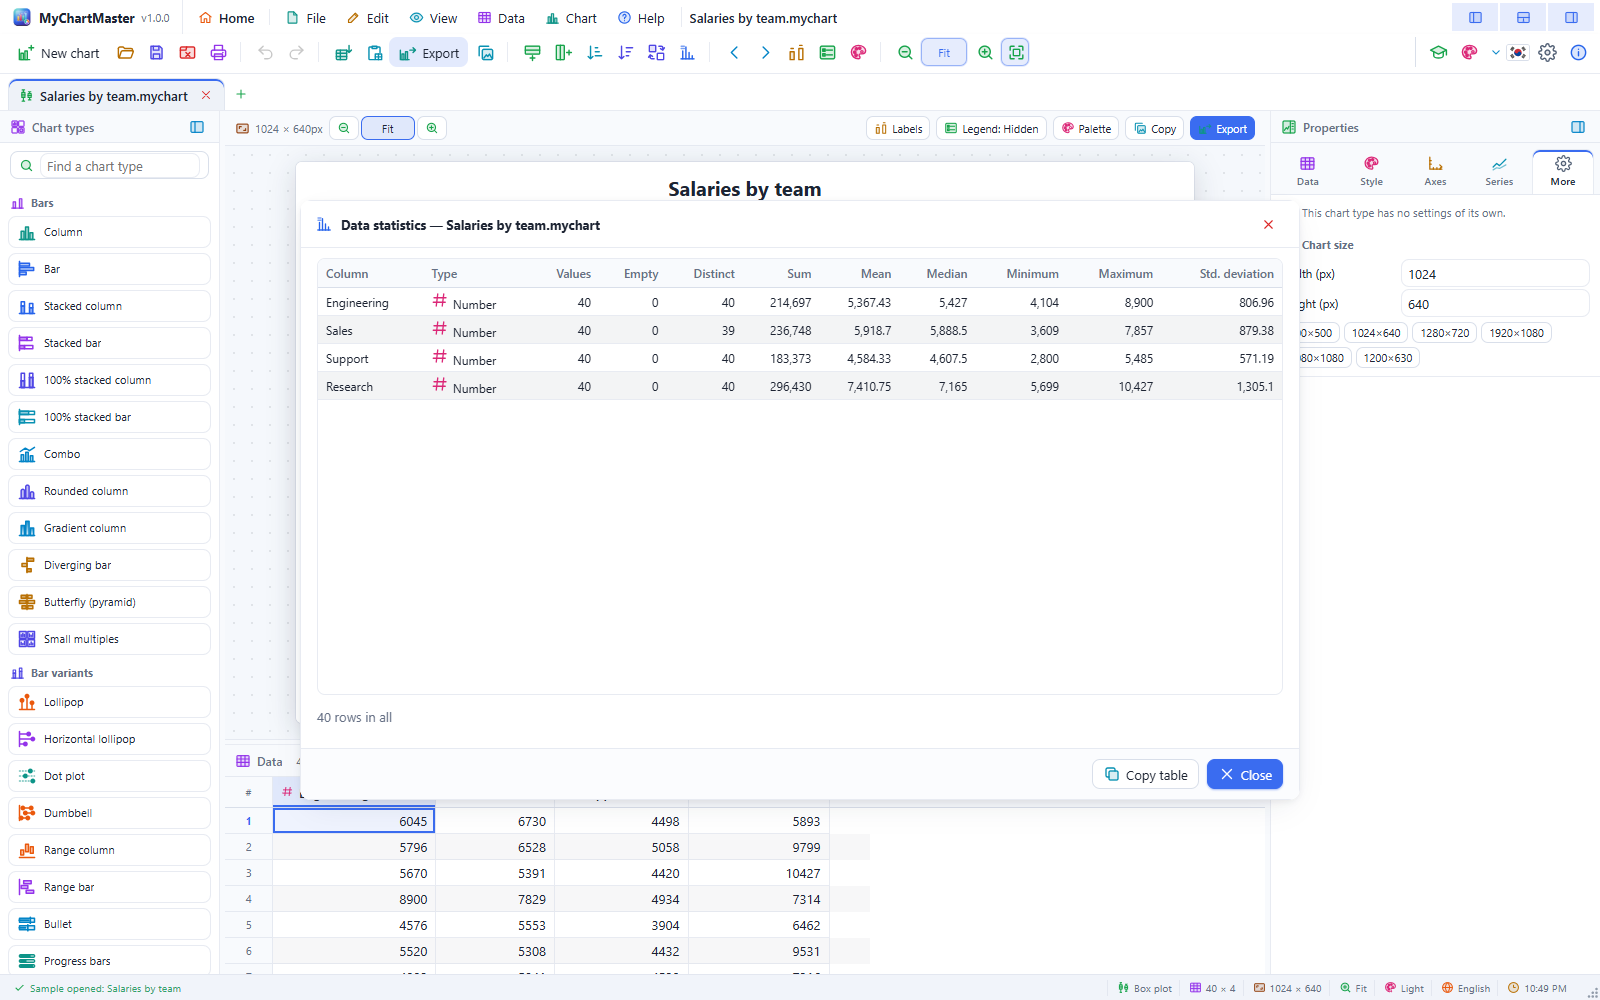 MyChartMaster v1.0.0 Home File Edit View Data Chart Help Salaries by team.mychart
New chart Export Fit
Salaries by team.mychart
Chart types 1024 × 640px Fit Labels Legend: Hidden Palette Copy Export Properties
Find a chart type
Data Style Axes Series More
Salaries by team
This chart type has no settings of its own.
Bars
Column
Bar
Stacked column
Stacked bar
100% stacked column
100% stacked bar
Combo
Rounded column
Gradient column
Diverging bar
Butterfly (pyramid)
Small multiples
Bar variants
Lollipop
Horizontal lollipop
Dot plot
Dumbbell
Range column
Range bar
Bullet
Progress bars
Data statistics — Salaries by team.mychart
Column Type Values Empty Distinct Sum Mean Median Minimum Maximum Std. deviation
Engineering Number 40 0 40 214,697 5,367.43 5,427 4,104 8,900 806.96
Sales Number 40 0 39 236,748 5,918.7 5,888.5 3,609 7,857 879.38
Support Number 40 0 40 183,373 4,584.33 4,607.5 2,800 5,485 571.19
Research Number 40 0 40 296,430 7,410.75 7,165 5,699 10,427 1,305.1
40 rows in all
Copy table Close
Chart size
(px) 1024
(px) 640
×500 1024×640 1280×720 1920×1080
×1080 1200×630
Data
#
1 6045 6730 4498 5893
2 5796 6528 5058 9799
3 5670 5391 4420 10427
4 8900 7829 4934 7314
5 4576 5553 3904 6462
6 5520 5308 4432 9531
Sample opened: Salaries by team Box plot 40 × 4 1024 × 640 Fit Light English 10:49 PM